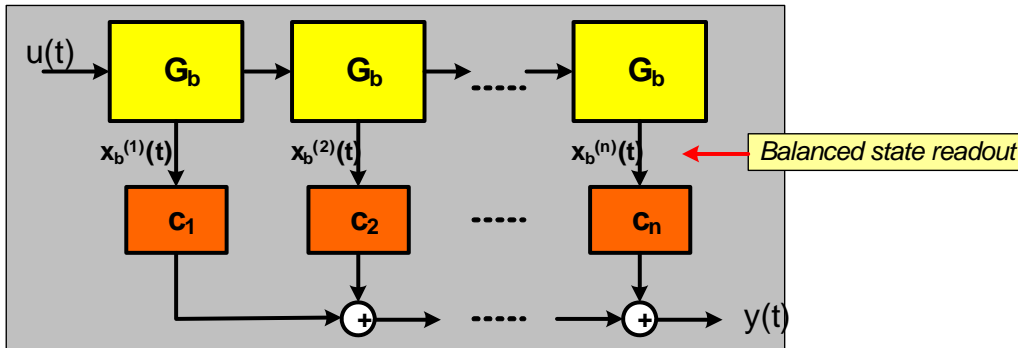 u(t)
G_b
G_b
G_b
x_b^(1)(t)
x_b^(2)(t)
x_b^(n)(t)
Balanced state readout
c_1
c_2
c_n
+
+
y(t)